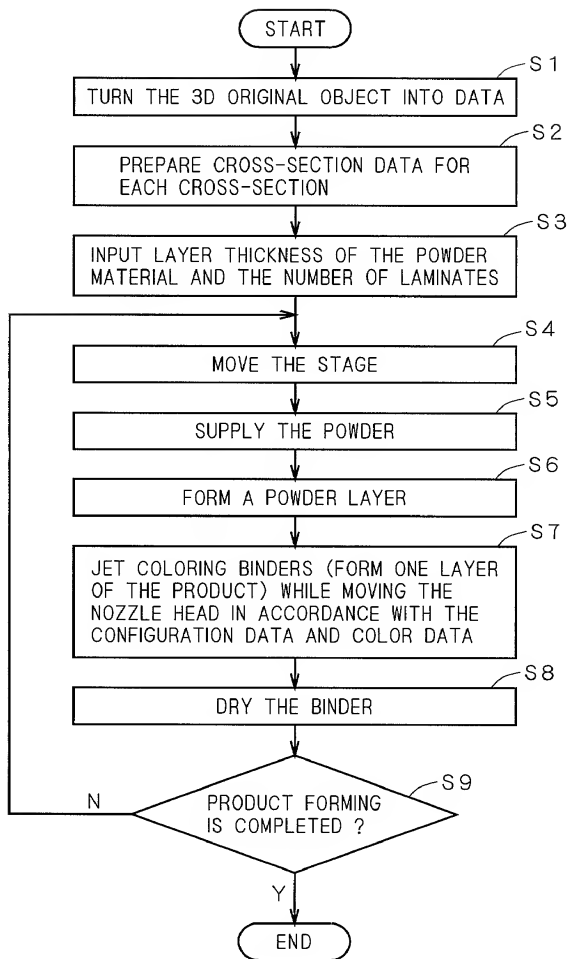 START
S1
TURN THE 3D ORIGINAL OBJECT INTO DATA
S2
PREPARE CROSS-SECTION DATA FOR
EACH CROSS-SECTION
S3
INPUT LAYER THICKNESS OF THE POWDER
MATERIAL AND THE NUMBER OF LAMINATES
S4
MOVE THE STAGE
S5
SUPPLY THE POWDER
S6
FORM A POWDER LAYER
S7
JET COLORING BINDERS (FORM ONE LAYER
OF THE PRODUCT) WHILE MOVING THE
NOZZLE HEAD IN ACCORDANCE WITH THE
CONFIGURATION DATA AND COLOR DATA
S8
DRY THE BINDER
S9
N
PRODUCT FORMING
IS COMPLETED ?
Y
END